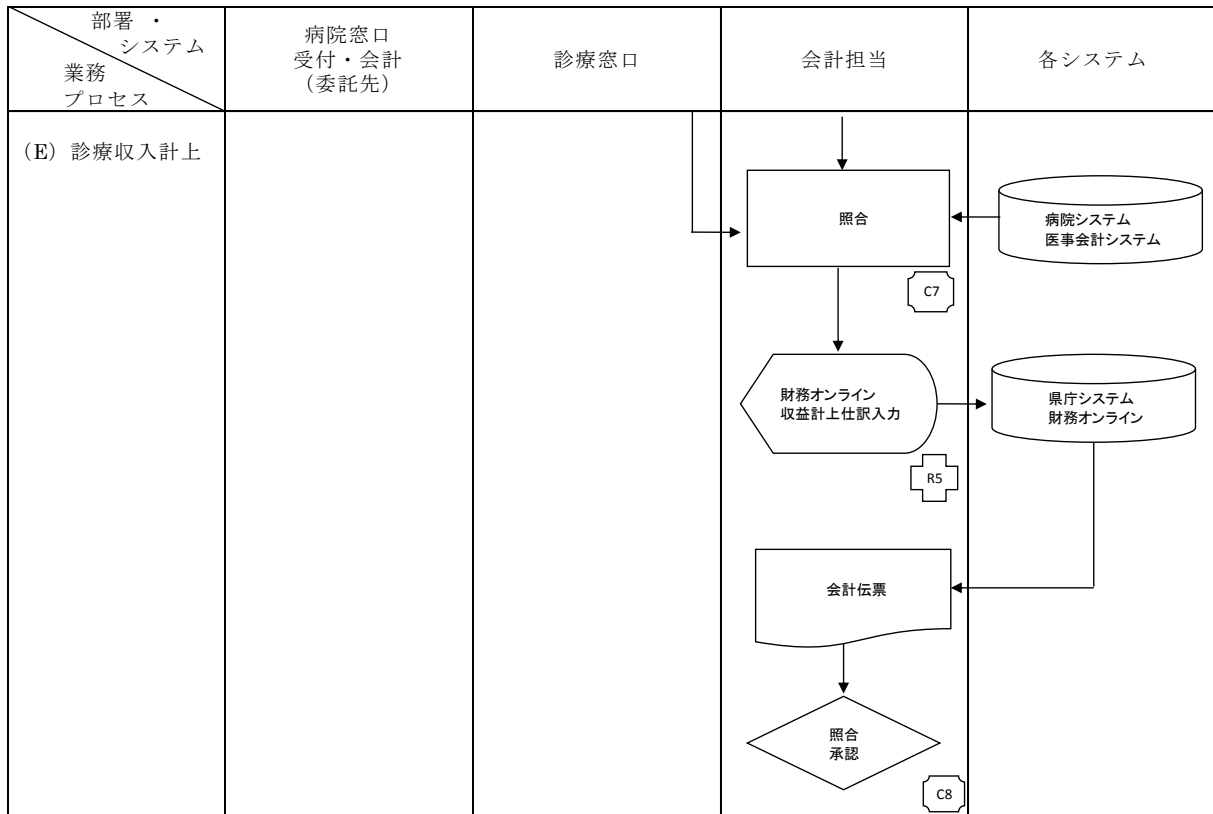 部署 ・
システム
業務
プロセス
病院窓口
受付・会計
（委託先）
診療窓口
会計担当
各システム
（E）診療収入計上
照合
病院システム
医事会計システム
C7
財務オンライン
収益計上仕訳入力
県庁システム
財務オンライン
R5
会計伝票
照合
承認
C8